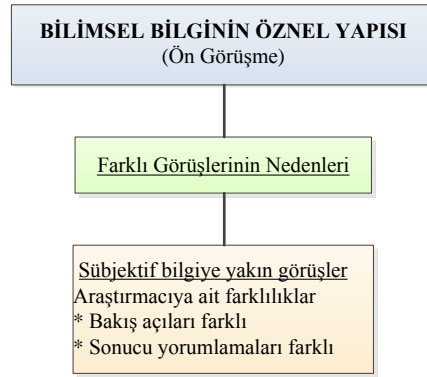 BİLİMSEL BİLGİNİN ÖZNEL YAPISI
(Ön Görüşme)
Farklı Görüşlerinin Nedenleri
Sübjektif bilgiye yakın görüşler
Araştırmacıya ait farklılıklar
* Bakış açıları farklı
* Sonucu yorumlamaları farklı